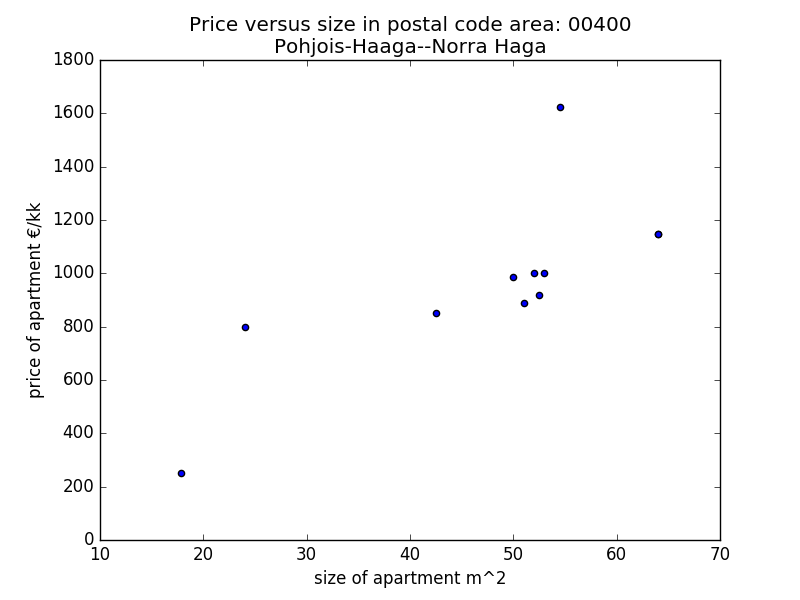 Price versus size in postal code area: 00400
Pohjois-Haaga--Norra Haga
1800
1600
1400
1200
1000
800
600
400
200
0
price of apartment €/kk
10 20 30 40 50 60 70
size of apartment m^2